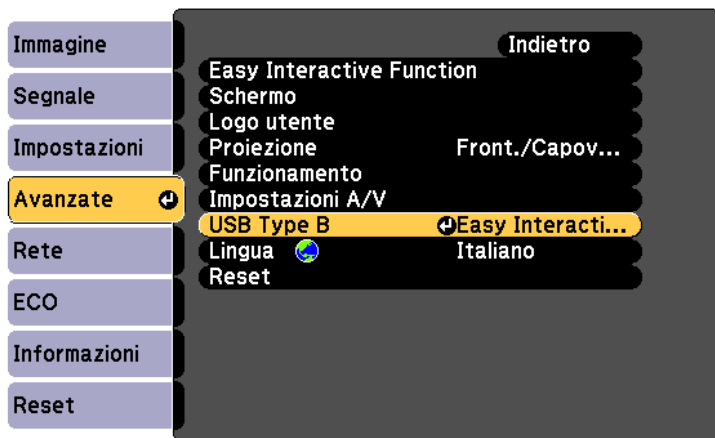 Immagine
Segnale
Impostazioni
Avanzate
Rete
ECO
Informazioni
Reset
Indietro
Easy Interactive Function
Schermo
Logo utente
Proiezione Front./Capov...
Funzionamento
Impostazioni A/V
USB Type B Easy Interacti...
Lingua Italiano
Reset